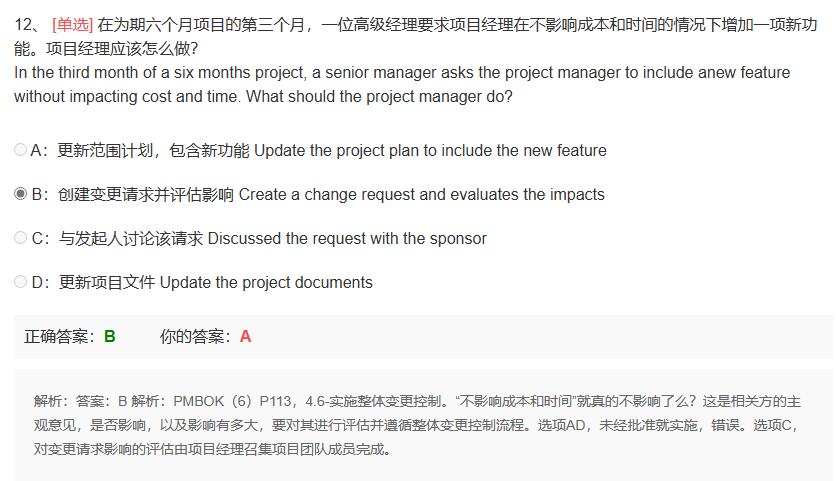 12、 [单选] 在为期六个月项目的第三个月，一位高级经理要求项目经理在不影响成本和时间的情况下增加一项新功
能。项目经理应该怎么做?
In the third month of a six months project, a senior manager asks the project manager to include anew feature
without impacting cost and time. What should the project manager do?
A：更新范围计划，包含新功能 Update the project plan to include the new feature
B：创建变更请求并评估影响 Create a change request and evaluates the impacts
C：与发起人讨论该请求 Discussed the request with the sponsor
D：更新项目文件 Update the project documents
正确答案：B 你的答案：A
解析：答案：B 解析：PMBOK（6）P113，4.6-实施整体变更控制。“不影响成本和时间”就真的不影响了么？这是相关方的主
观意见，是否影响，以及影响有多大，要对其进行评估并遵循整体变更控制流程。选项AD，未经批准就实施，错误。选项C，
对变更请求影响的评估由项目经理召集项目团队成员完成。